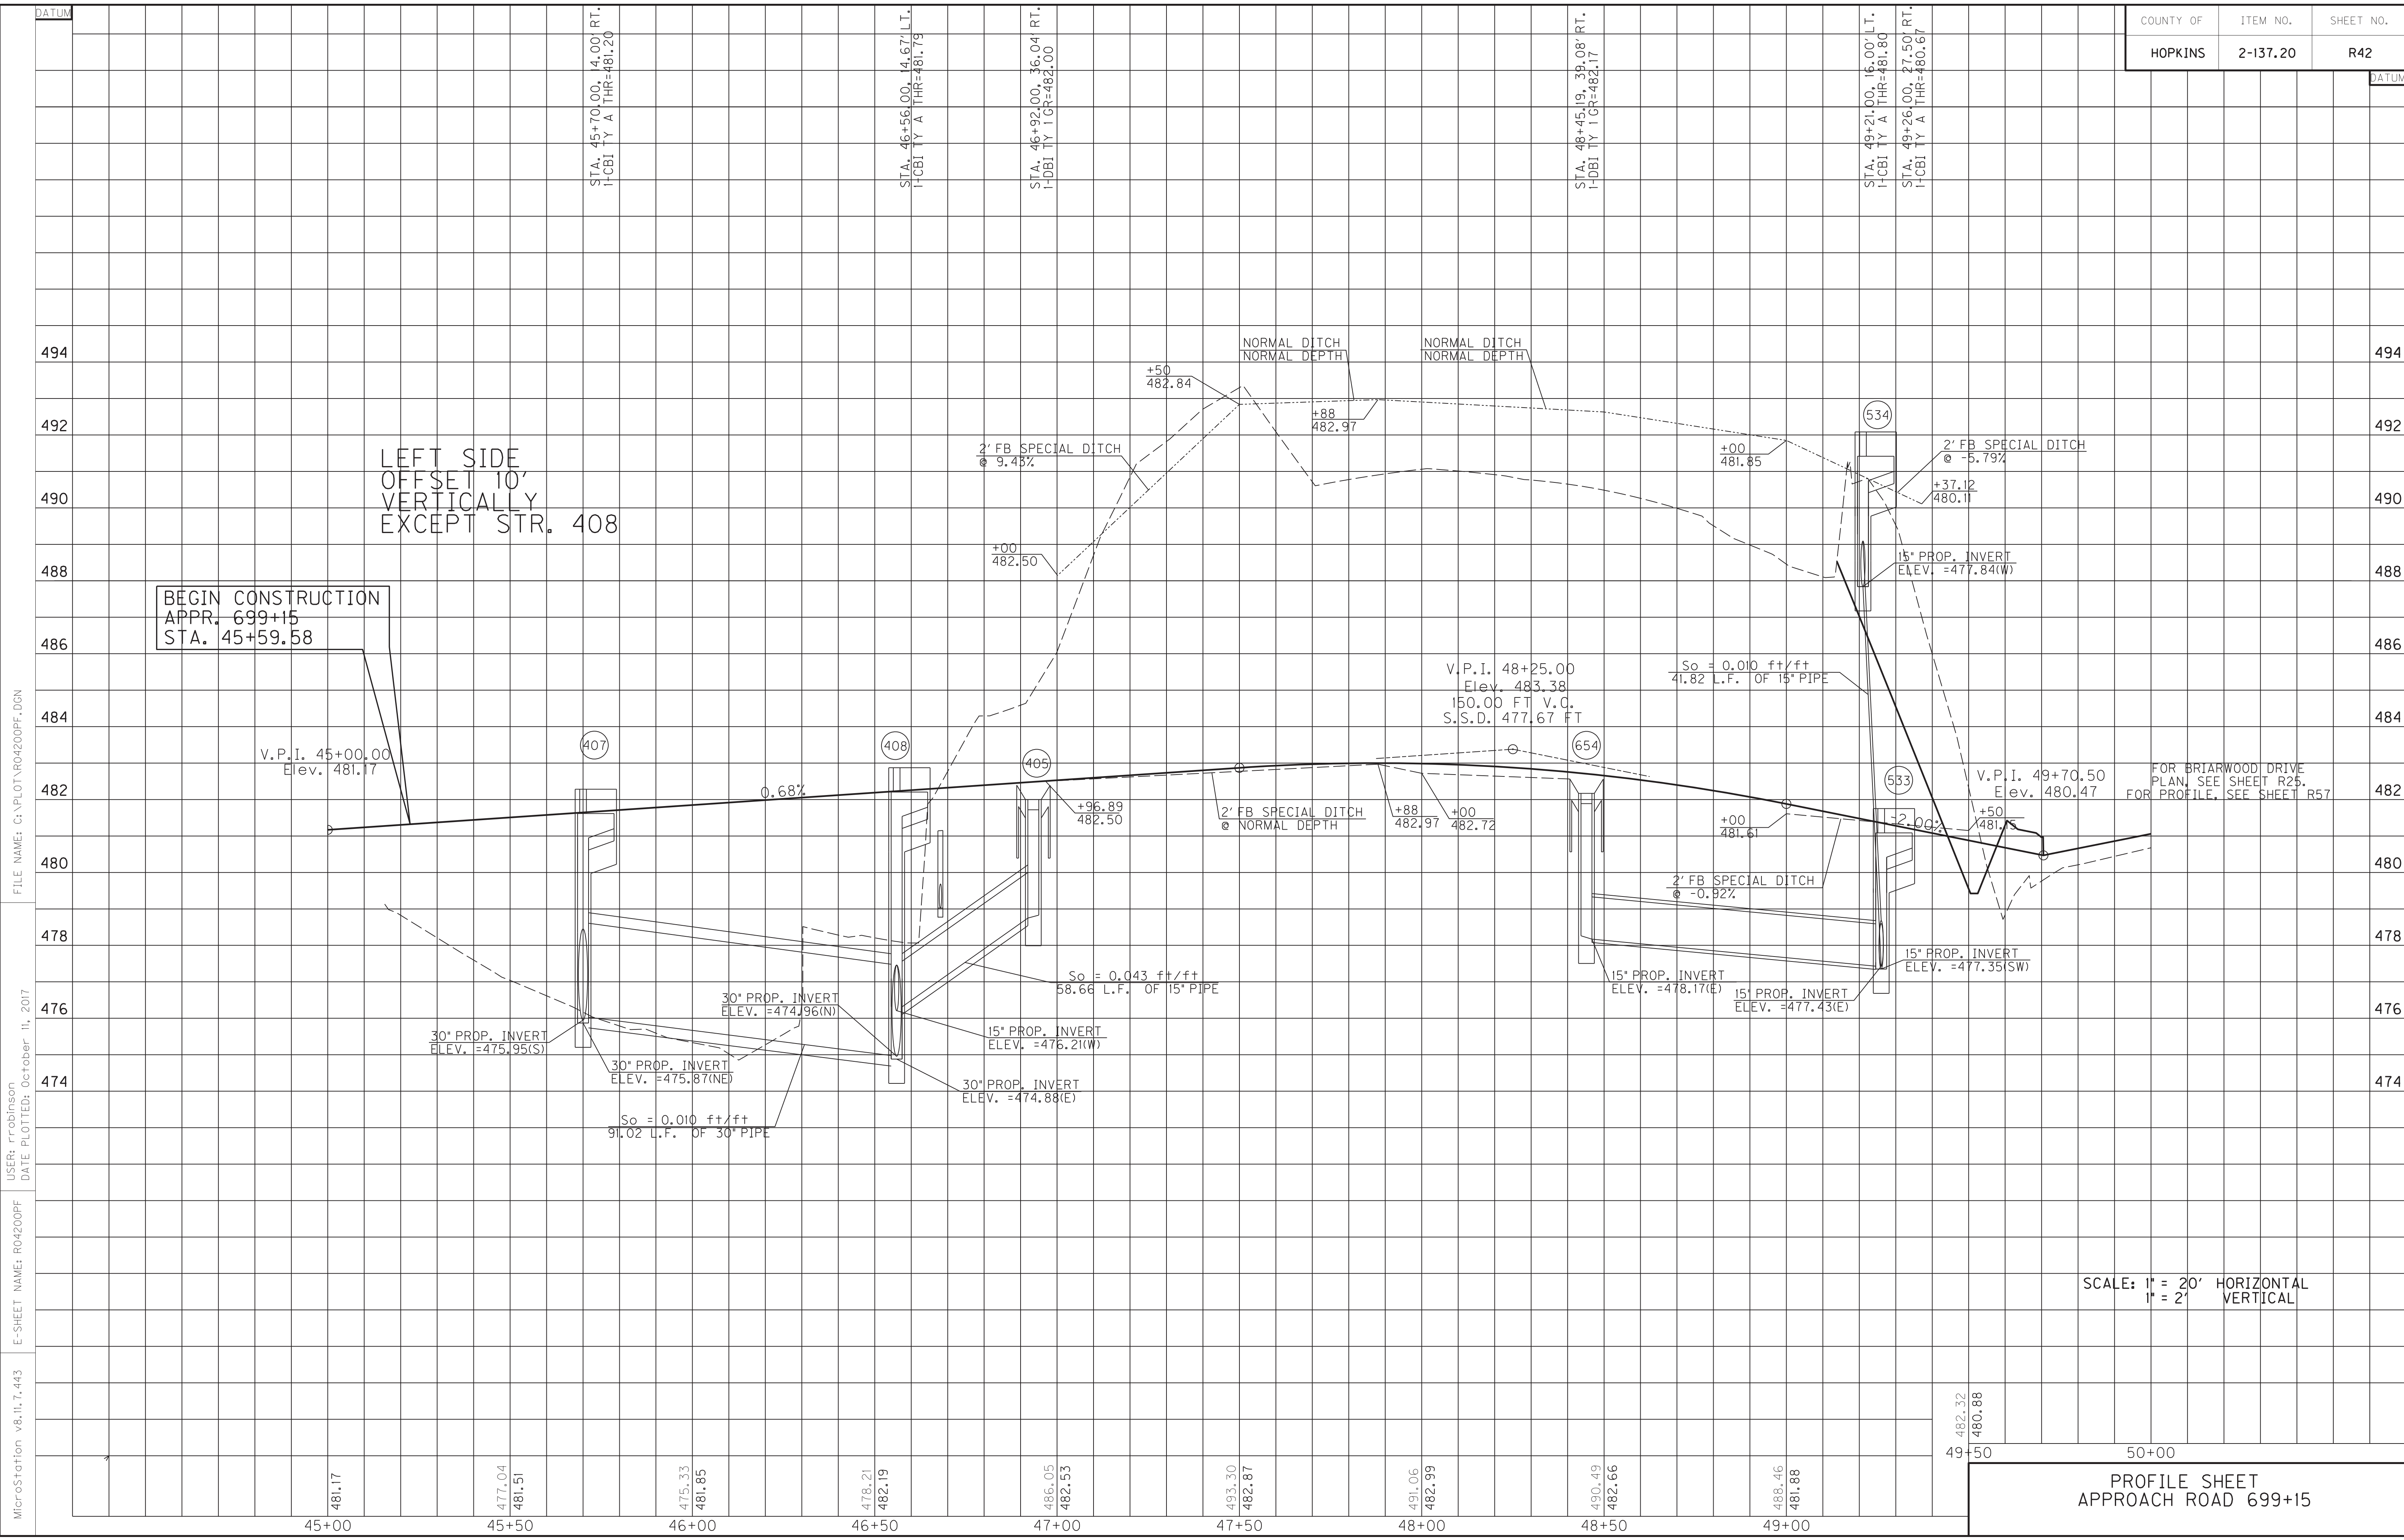 DATUM
COUNTY OF
ITEM NO.
SHEET NO.
HOPKINS
2-137.20
R42
DATUM
STA. 45+70.00, 14.00' RT.
1-CBI TY A THR=481.20
STA. 46+56.00, 14.67' LT.
1-CBI TY A THR=481.79
STA. 46+92.00, 36.04' RT.
1-DBI TY 1 GR=482.00
STA. 48+45.19, 39.08' RT.
1-DBI TY 1 GR=482.17
STA. 49+21.00, 16.00' LT.
1-CBI TY A THR=481.80
STA. 49+26.00, 27.50' RT.
1-CBI TY A THR=480.67
494
492
490
488
486
484
482
480
478
476
474
494
492
490
488
486
484
482
480
478
476
474
NORMAL DITCH
NORMAL DEPTH
NORMAL DITCH
NORMAL DEPTH
+50
482.84
+88
482.97
2' FB SPECIAL DITCH
@ 9.43%
+00
482.50
+00
481.85
534
2' FB SPECIAL DITCH
@ -5.79%
+37.12
480.11
15" PROP. INVERT
ELEV. =477.84(W)
LEFT SIDE
OFFSET 10'
VERTICALLY
EXCEPT STR. 408
BEGIN CONSTRUCTION
APPR. 699+15
STA. 45+59.58
V.P.I. 45+00.00
Elev. 481.17
407
408
405
0.68%
+96.89
482.50
2' FB SPECIAL DITCH
@ NORMAL DEPTH
+88
482.97
+00
482.72
V.P.I. 48+25.00
Elev. 483.38
150.00 FT V.C.
S.S.D. 477.67 FT
654
So = 0.010 ft/ft
41.82 L.F. OF 15" PIPE
533
V.P.I. 49+70.50
Elev. 480.47
FOR BRIARWOOD DRIVE
PLAN, SEE SHEET R25.
FOR PROFILE, SEE SHEET R57
+00
481.61
-2.00%
+50
481.15
2' FB SPECIAL DITCH
@ -0.92%
15" PROP. INVERT
ELEV. =477.35(SW)
15" PROP. INVERT
ELEV. =478.17(E)
15" PROP. INVERT
ELEV. =477.43(E)
So = 0.043 ft/ft
58.66 L.F. OF 15" PIPE
30" PROP. INVERT
ELEV. =474.96(N)
15" PROP. INVERT
ELEV. =476.21(W)
30" PROP. INVERT
ELEV. =475.95(S)
30" PROP. INVERT
ELEV. =475.87(NE)
30" PROP. INVERT
ELEV. =474.88(E)
So = 0.010 ft/ft
91.02 L.F. OF 30" PIPE
SCALE: 1" = 20' HORIZONTAL
1" = 2' VERTICAL
481.17
477.04
481.51
475.33
481.85
478.21
482.19
486.05
482.53
493.30
482.87
491.06
482.99
490.49
482.66
488.46
481.88
482.32
480.88
45+00
45+50
46+00
46+50
47+00
47+50
48+00
48+50
49+00
49+50
50+00
PROFILE SHEET
APPROACH ROAD 699+15
FILE NAME: C:\PLOT\R04200PF.DGN
USER: rrobinson
DATE PLOTTED: October 11, 2017
E-SHEET NAME: R04200PF
MicroStation v8.11.7.443